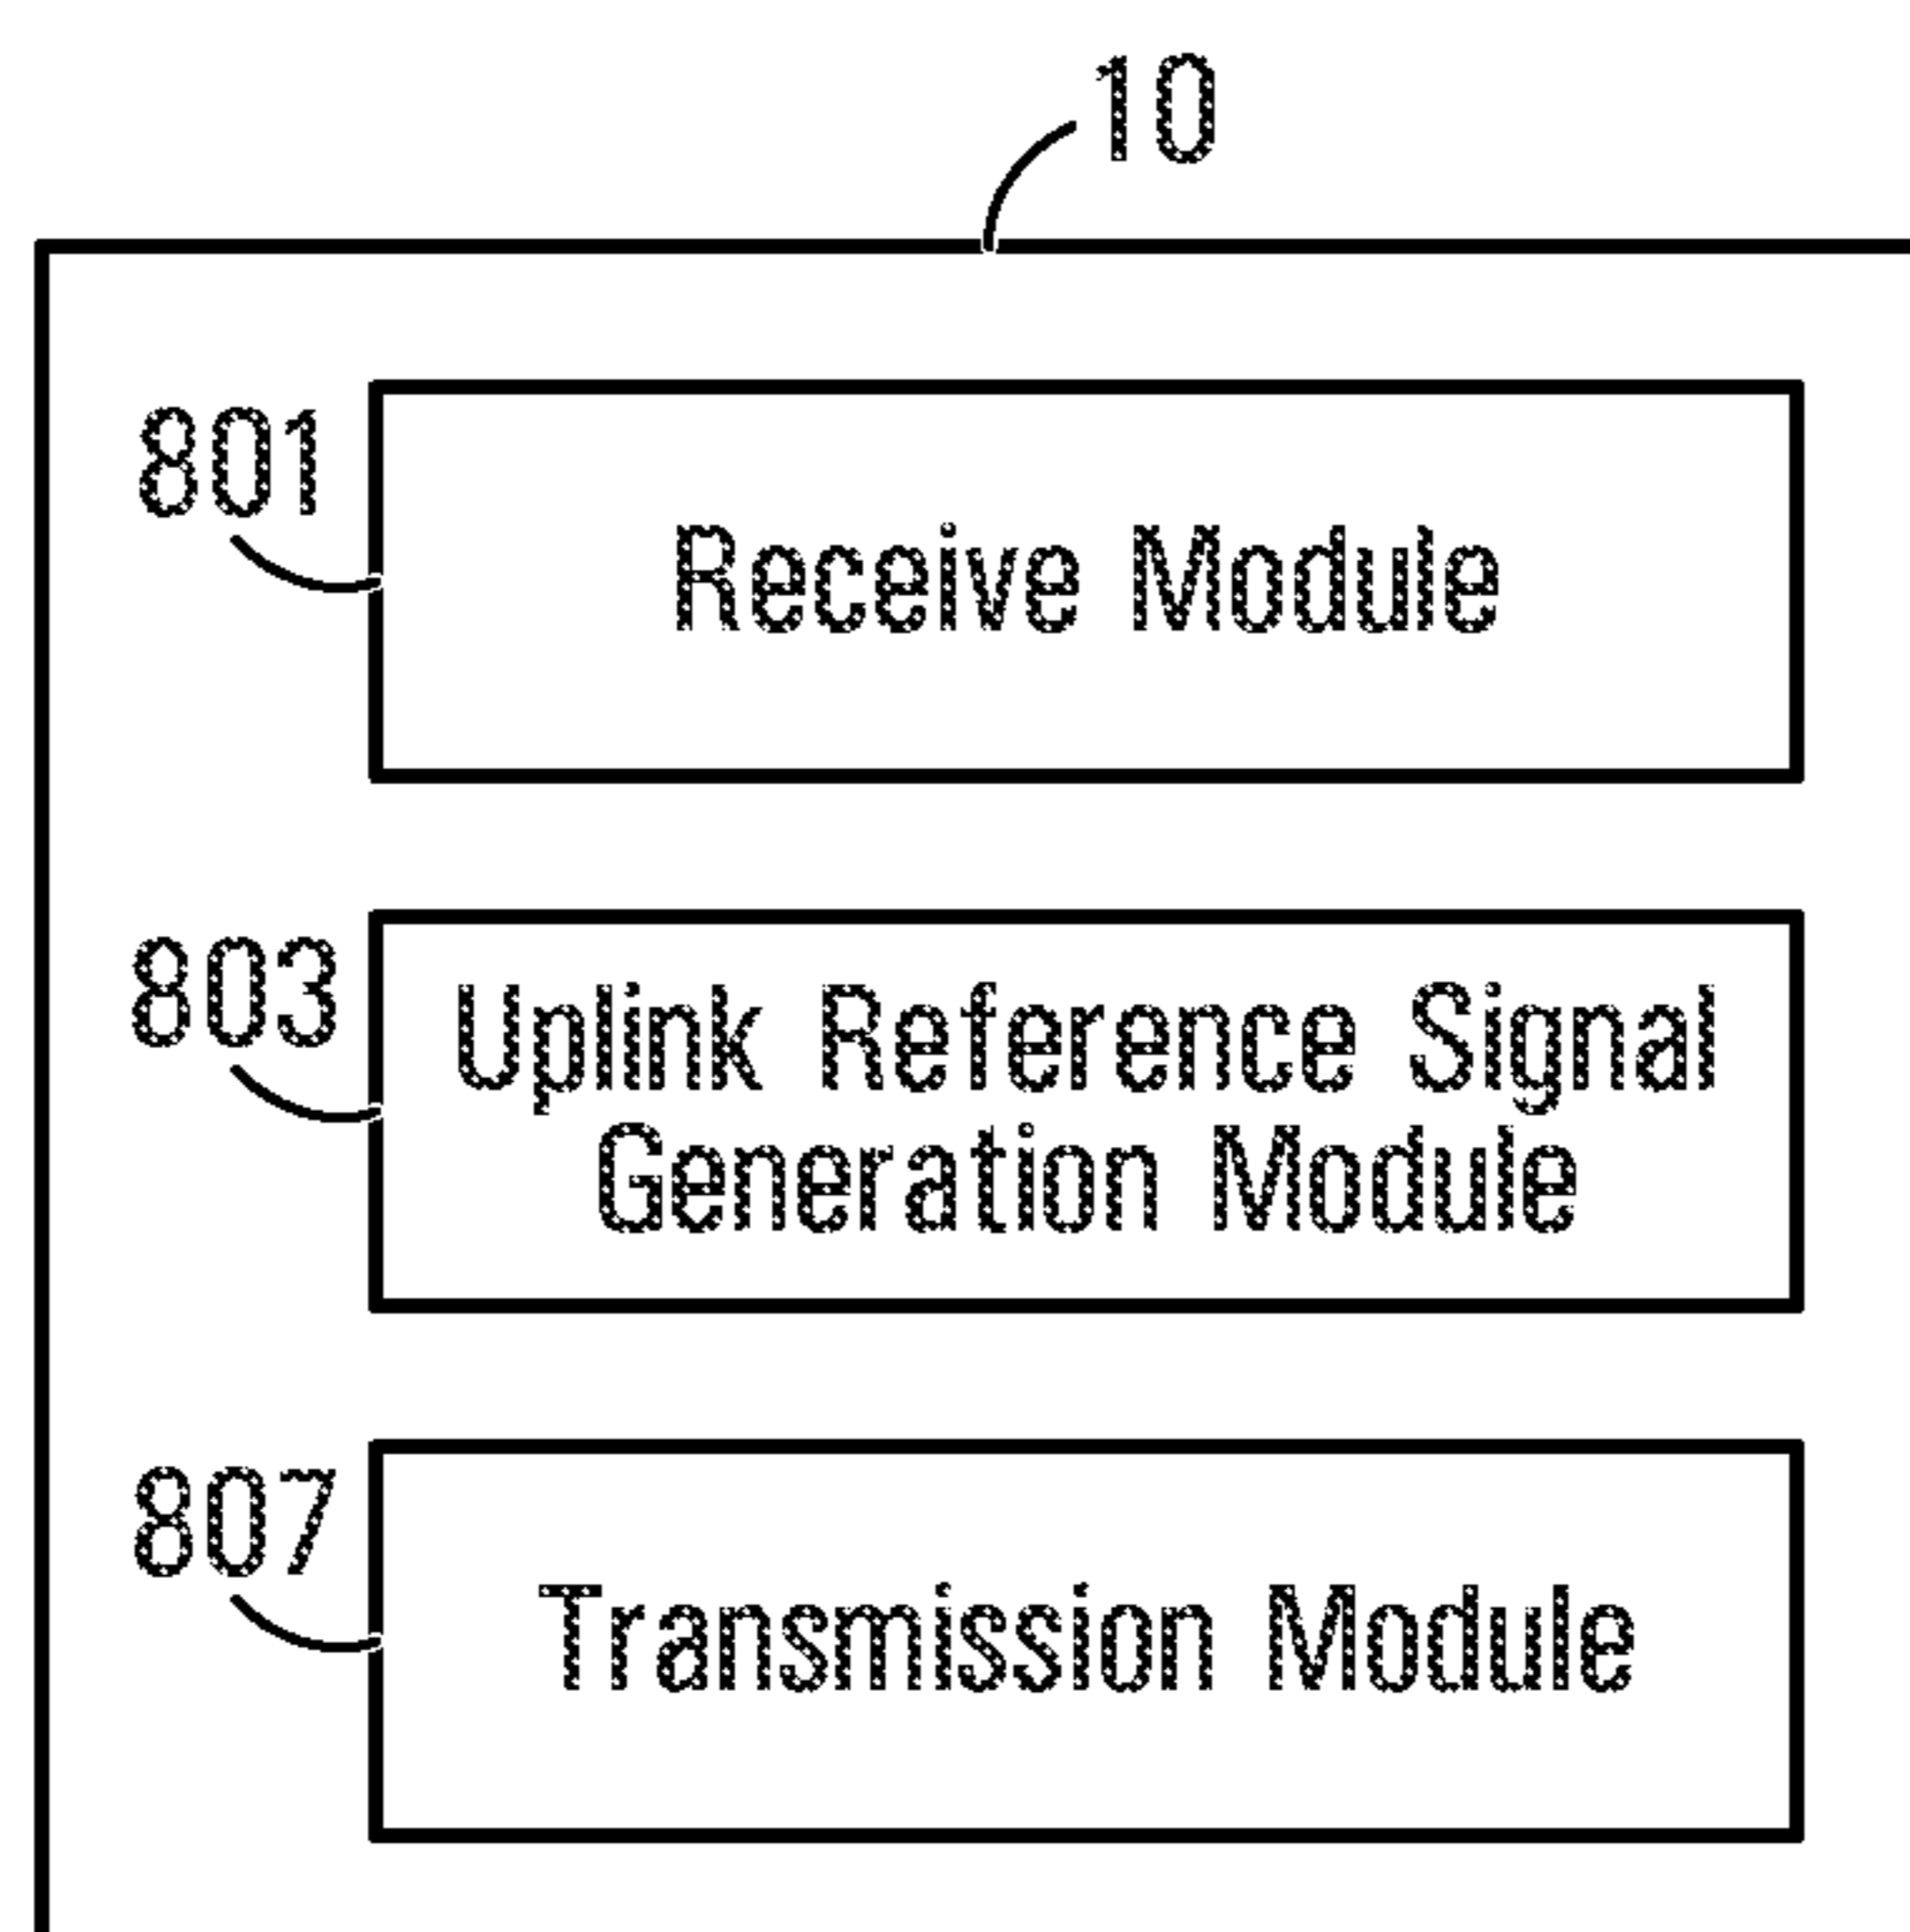 10
801
Receive Module
803
Uplink Reference Signal
Generation Module
807
Transmission Module